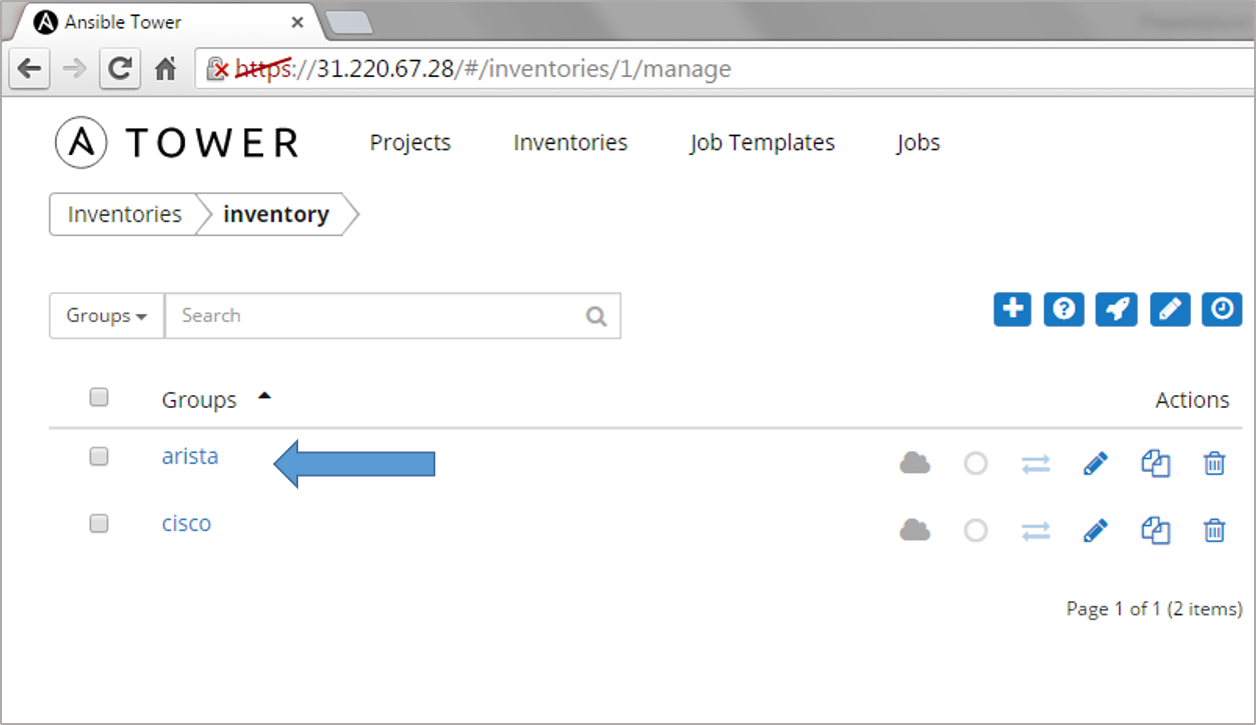 Ansible Tower
https://31.220.67.28/#/inventories/1/manage
TOWER Projects Inventories Job Templates Jobs
Inventories inventory
Groups Search
Groups Actions
arista
cisco
Page 1 of 1 (2 items)